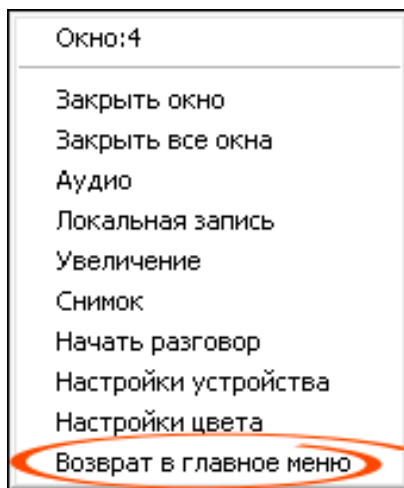 Окно:4
Закрыть окно
Закрыть все окна
Аудио
Локальная запись
Увеличение
Снимок
Начать разговор
Настройки устройства
Настройки цвета
Возврат в главное меню